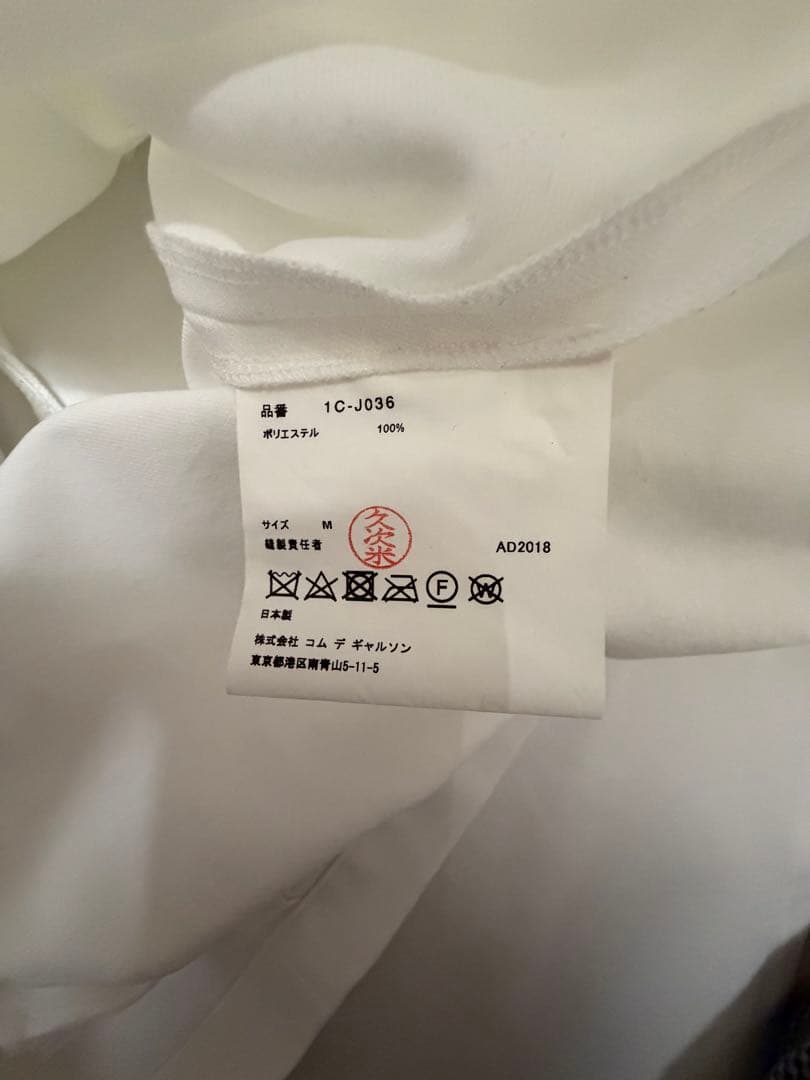 品番 1C-J036
ポリエステル 100%
サイズ M
縫製責任者 久次米 AD2018
F W
日本製
株式会社 コム デ ギャルソン
東京都港区南青山5-11-5